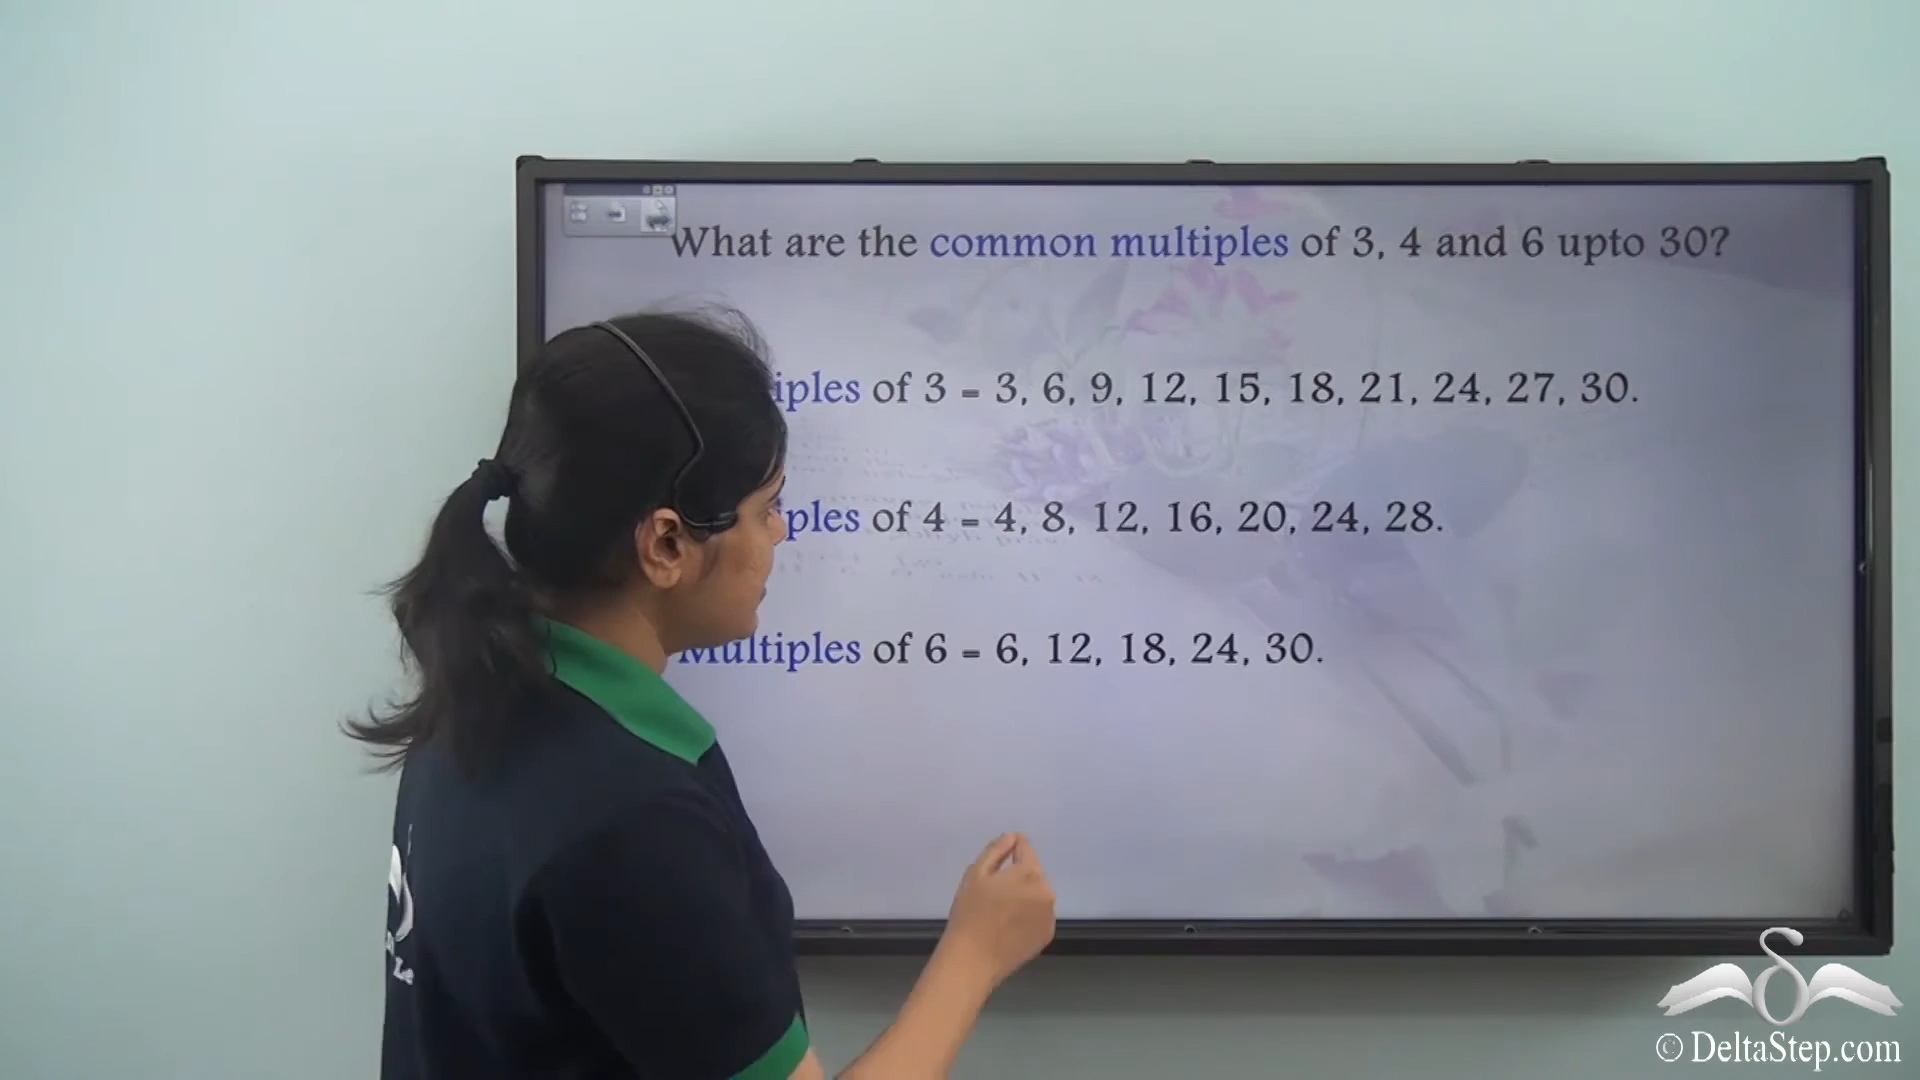 What are the common multiples of 3, 4 and 6 upto 30?
iples of 3 = 3, 6, 9, 12, 15, 18, 21, 24, 27, 30.
ples of 4 = 4, 8, 12, 16, 20, 24, 28.
Multiples of 6 = 6, 12, 18, 24, 30.
© DeltaStep.com